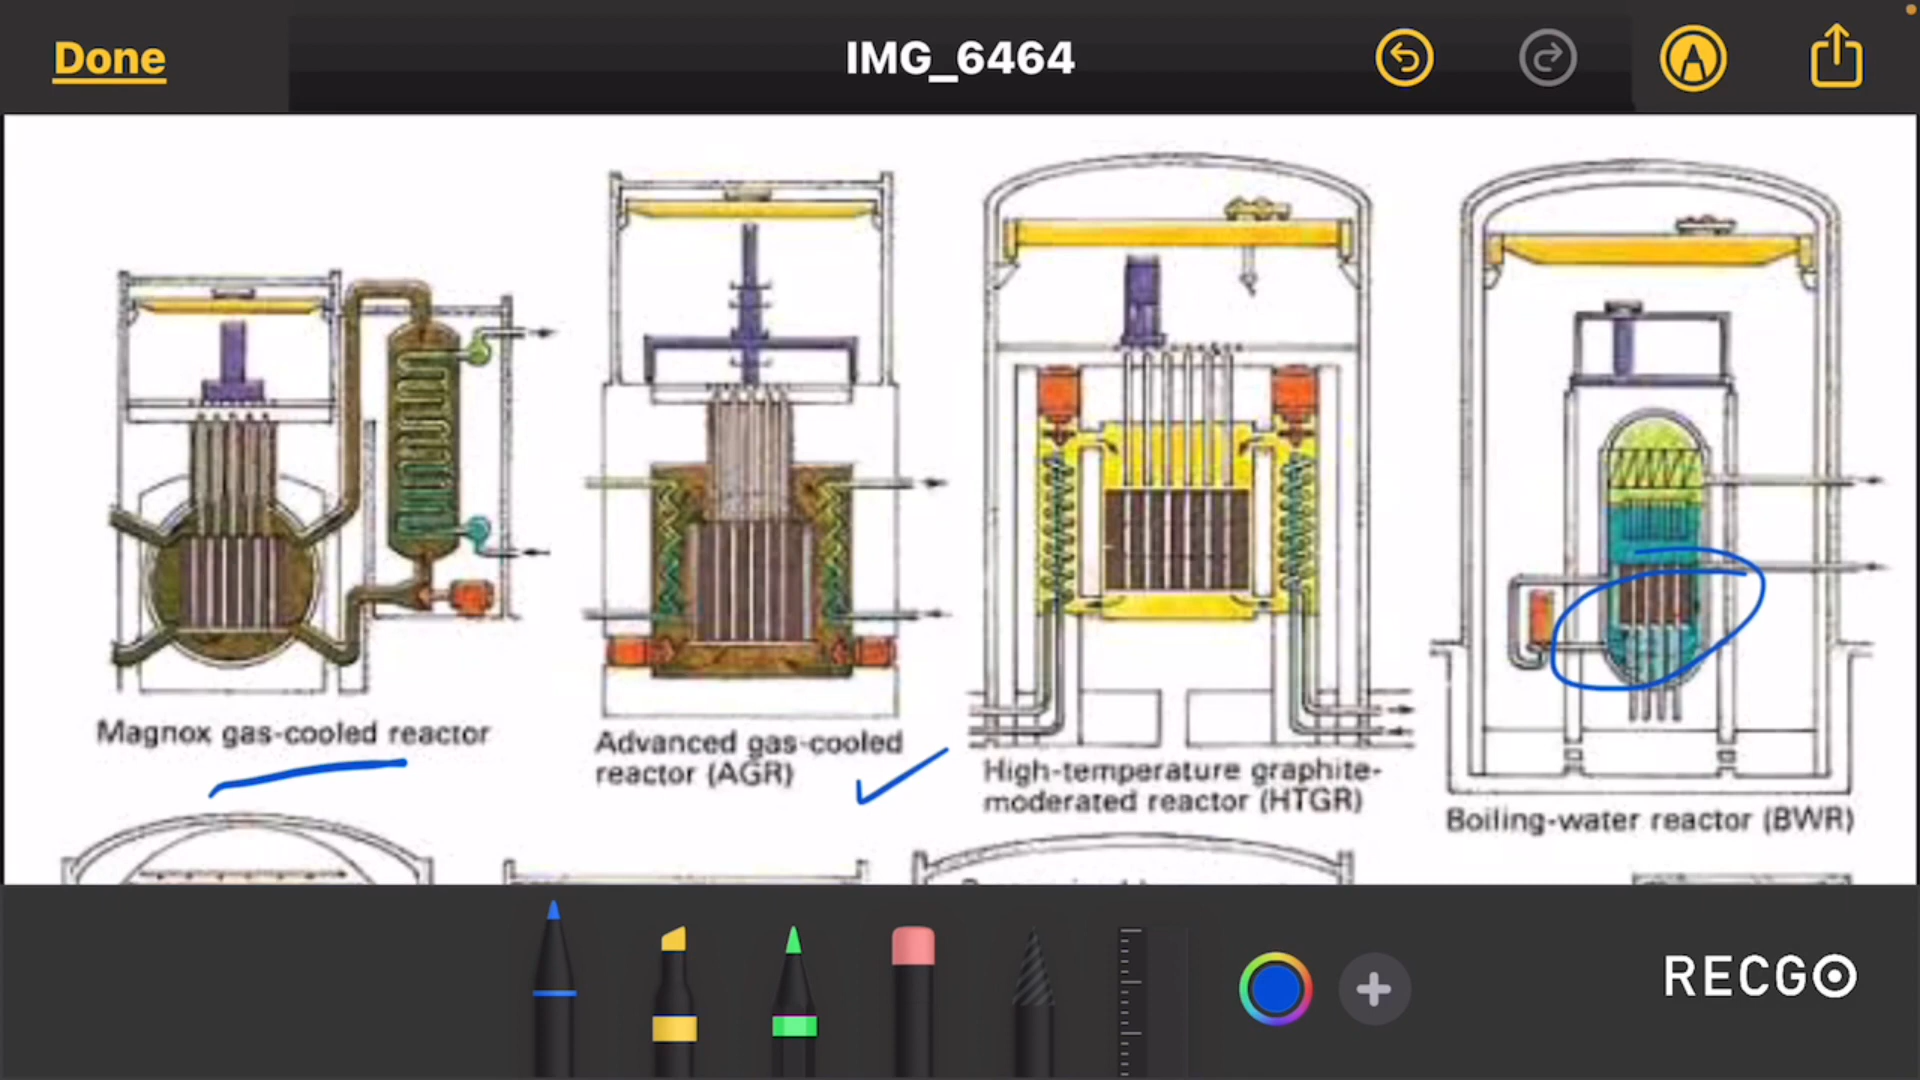 Done
IMG_6464
Magnox gas-cooled reactor
Advanced gas-cooled
reactor (AGR)
High-temperature graphite-
moderated reactor (HTGR)
Boiling-water reactor (BWR)
RECGO